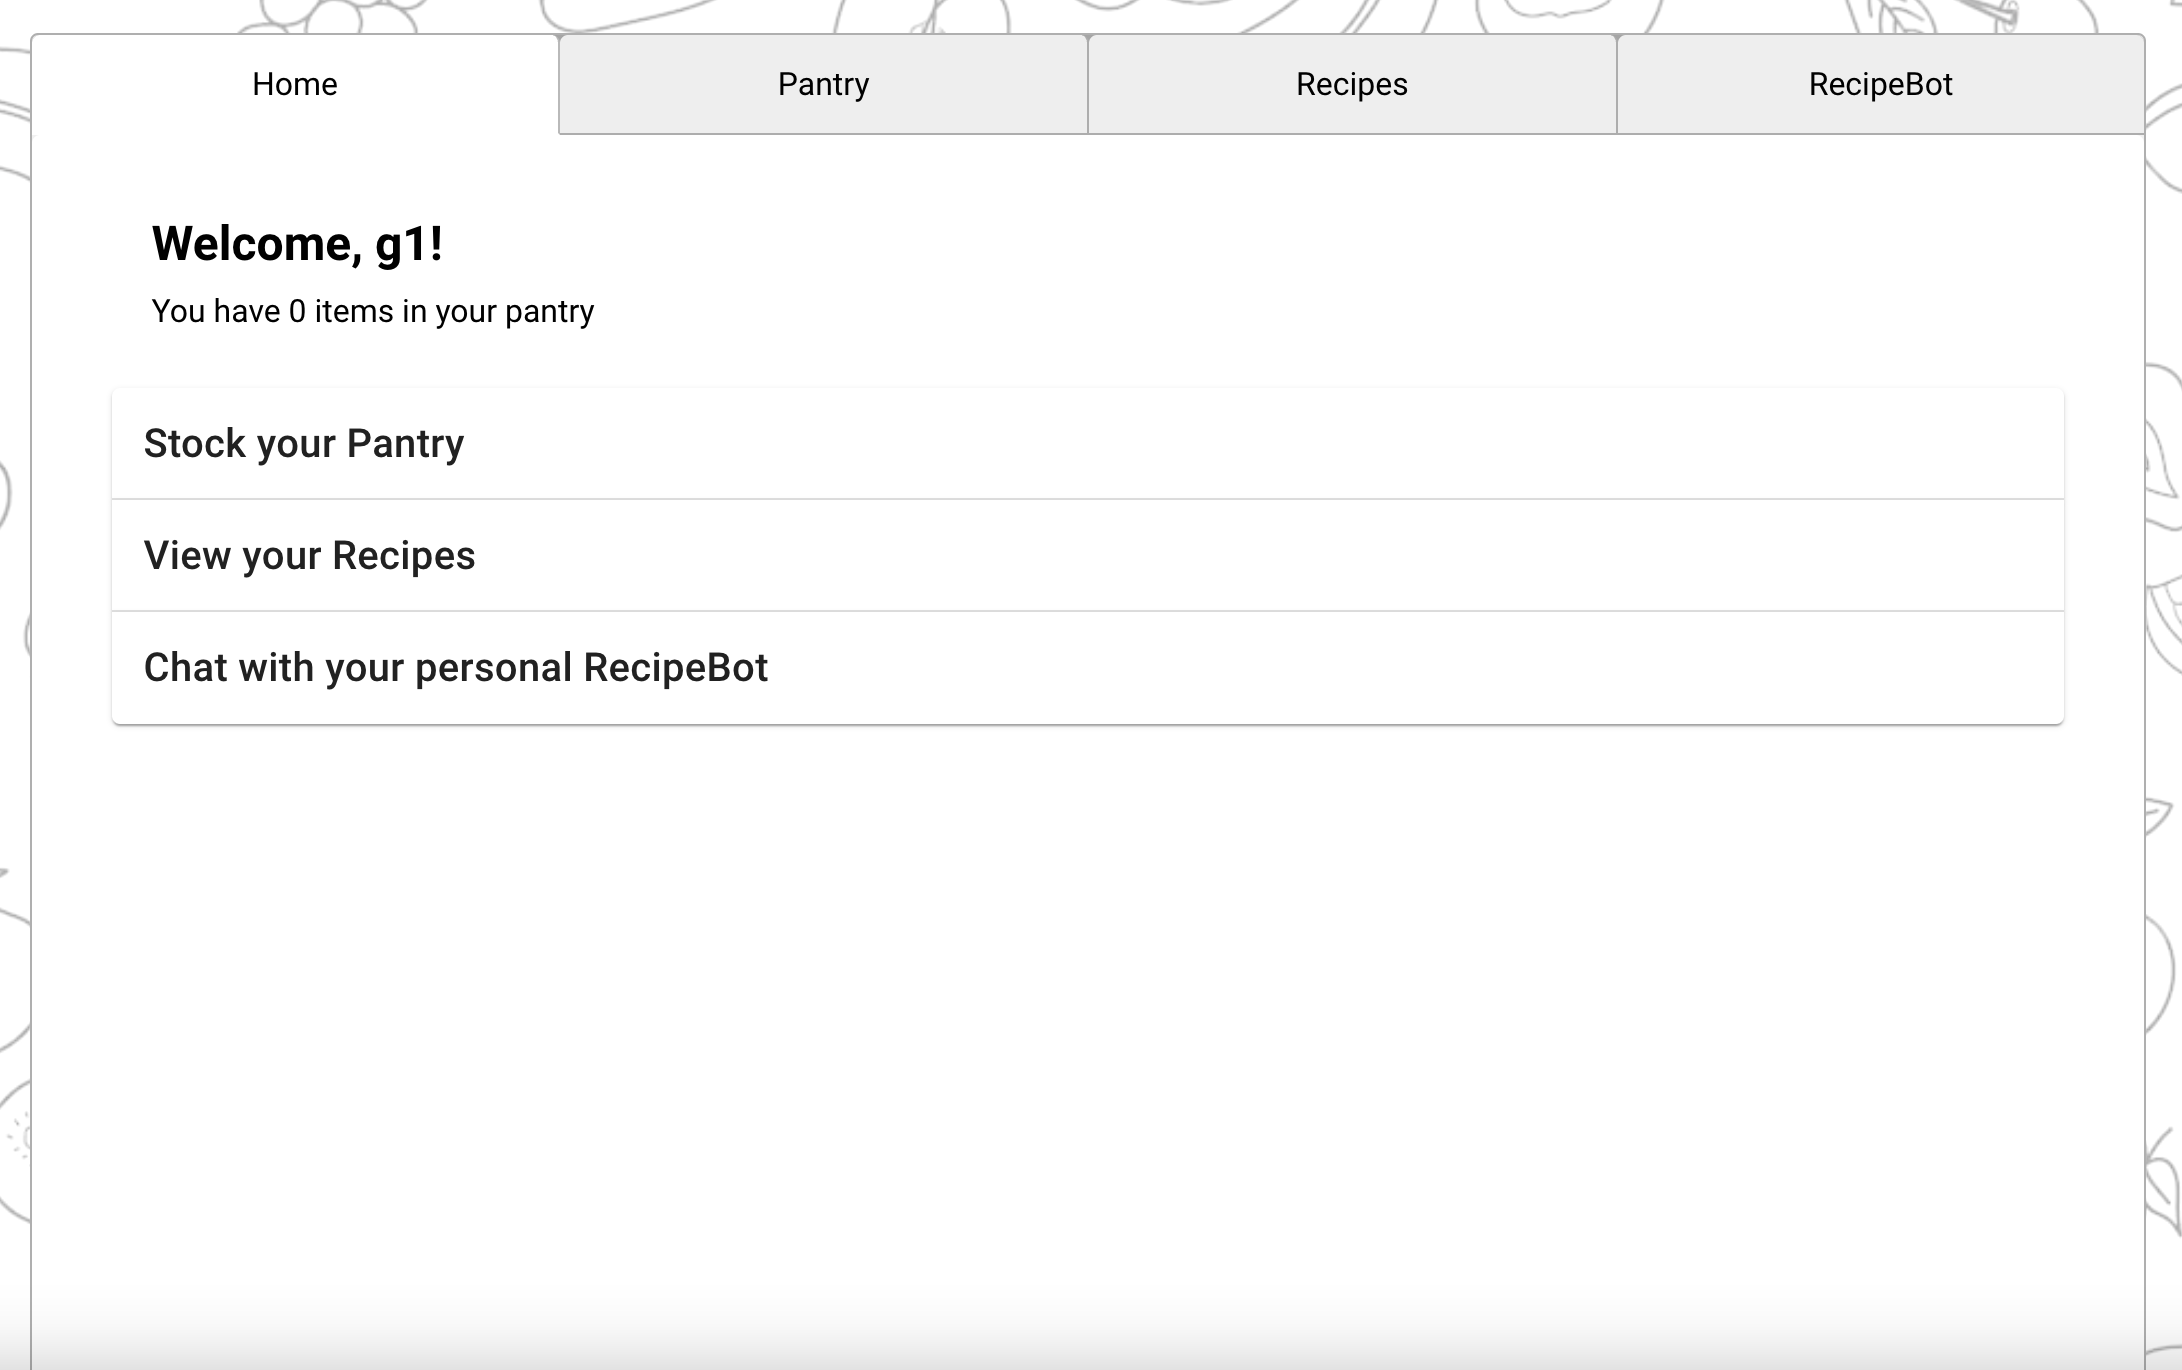 Home
Pantry
Recipes
RecipeBot
Welcome, g1!
You have 0 items in your pantry
Stock your Pantry
View your Recipes
Chat with your personal RecipeBot